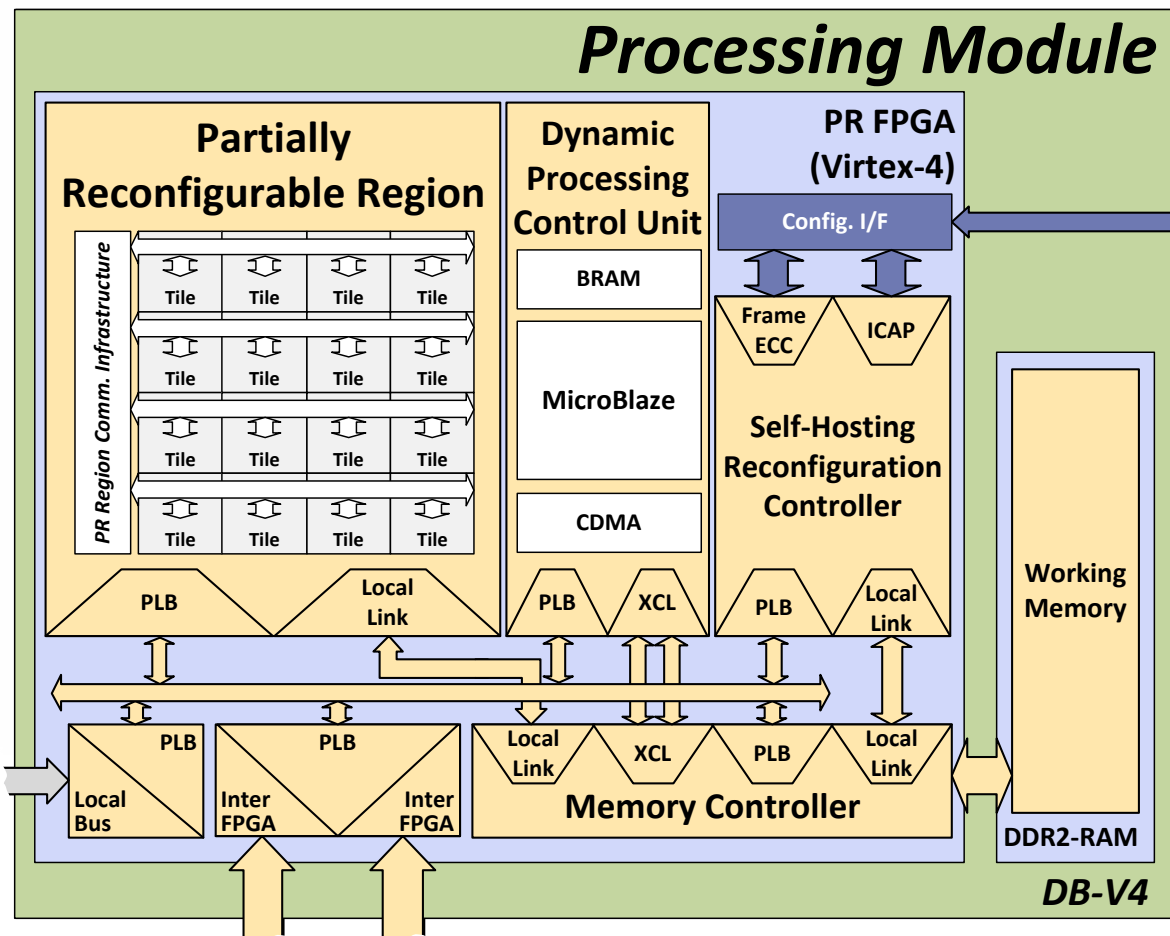 Processing Module
Partially
Reconfigurable Region
PR Region Comm. Infrastructure
Tile Tile Tile Tile
Tile Tile Tile Tile
Tile Tile Tile Tile
Tile Tile Tile Tile
PLB
Local
Link
Dynamic
Processing
Control Unit
BRAM
MicroBlaze
CDMA
PLB
XCL
PR FPGA
(Virtex-4)
Config. I/F
Frame
ECC
ICAP
Self-Hosting
Reconfiguration
Controller
PLB
Local
Link
PLB
Local
Bus
PLB
Inter
FPGA
Inter
FPGA
Local
Link
XCL
PLB
Local
Link
Memory Controller
Working
Memory
DDR2-RAM
DB-V4